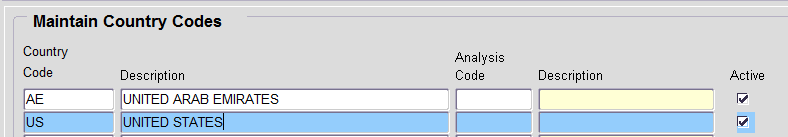 Maintain Country Codes
Country Code Description Analysis Code Description Active
AE UNITED ARAB EMIRATES
US UNITED STATES